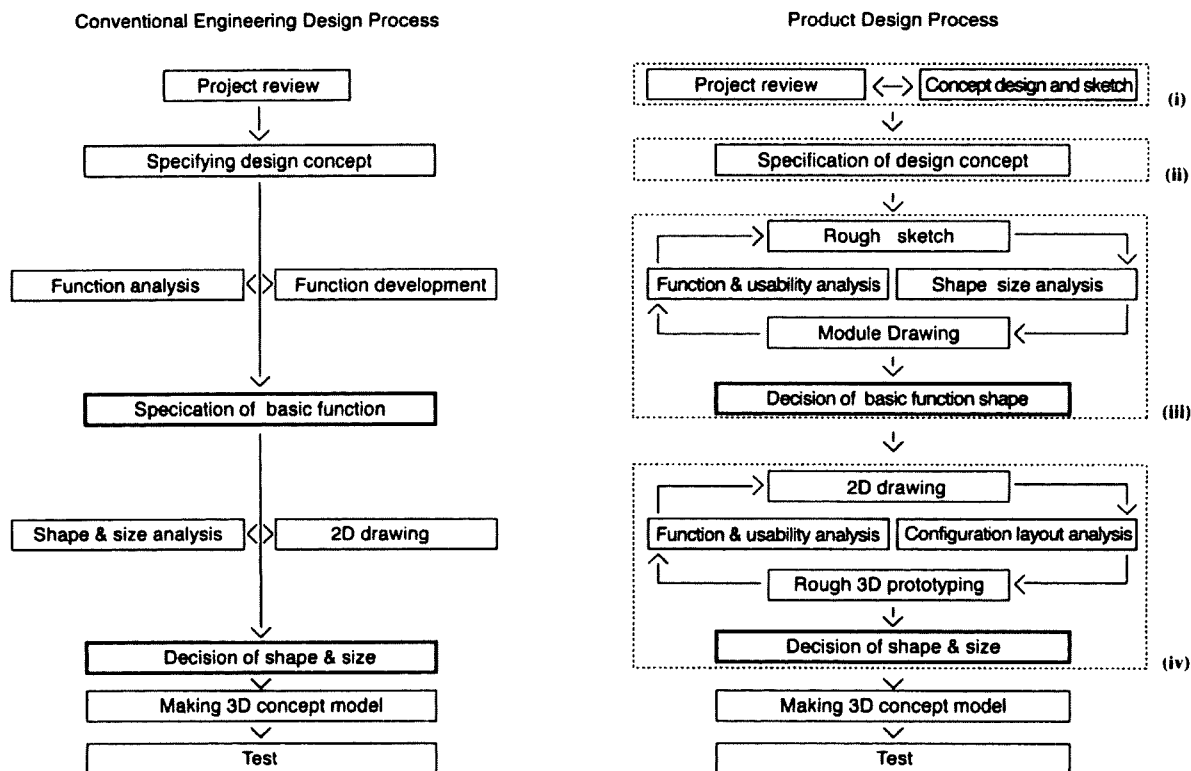 Conventional Engineering Design Process
Project review
Specifying design concept
Function analysis
Function development
Specication of basic function
Shape & size analysis
2D drawing
Decision of shape & size
Making 3D concept model
Test
Product Design Process
Project review
Concept design and sketch
(i)
Specification of design concept
(ii)
Rough sketch
Function & usability analysis
Shape size analysis
Module Drawing
Decision of basic function shape
(iii)
2D drawing
Function & usability analysis
Configuration layout analysis
Rough 3D prototyping
Decision of shape & size
(iv)
Making 3D concept model
Test